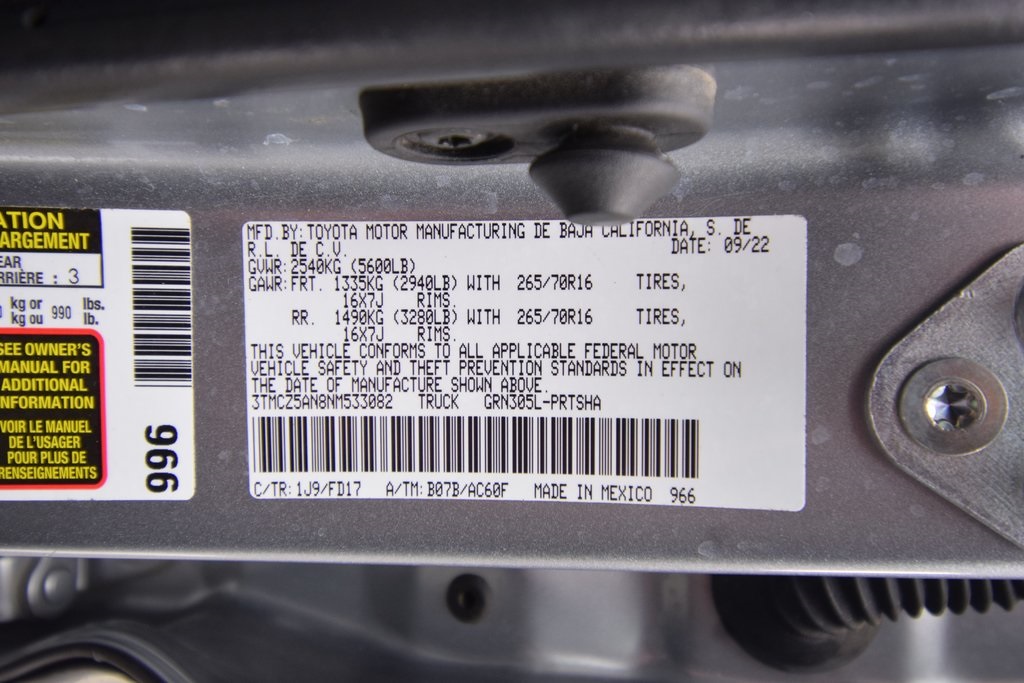 ATION
ARGEMENT
EAR
RRIÈRE : 3
kg or 990 lbs.
kg ou lb.
SEE OWNER'S
MANUAL FOR
ADDITIONAL
INFORMATION
VOIR LE MANUEL
DE L'USAGER
POUR PLUS DE
RENSEIGNEMENTS
996
MFD.BY:TOYOTA MOTOR MANUFACTURING DE BAJA CALIFORNIA, S. DE
R.L. DE C.V. DATE: 09/22
GVWR:2540KG (5600LB)
GAWR:FRT. 1335KG (2940LB) WITH 265/70R16 TIRES,
16X7J RIMS.
RR. 1490KG (3280LB) WITH 265/70R16 TIRES,
16X7J RIMS.
THIS VEHICLE CONFORMS TO ALL APPLICABLE FEDERAL MOTOR
VEHICLE SAFETY AND THEFT PREVENTION STANDARDS IN EFFECT ON
THE DATE OF MANUFACTURE SHOWN ABOVE.
3TMCZ5AN8NM533082 TRUCK GRN305L-PRTSHA
C/TR:1J9/FD17 A/TM:B07B/AC60F MADE IN MEXICO 966